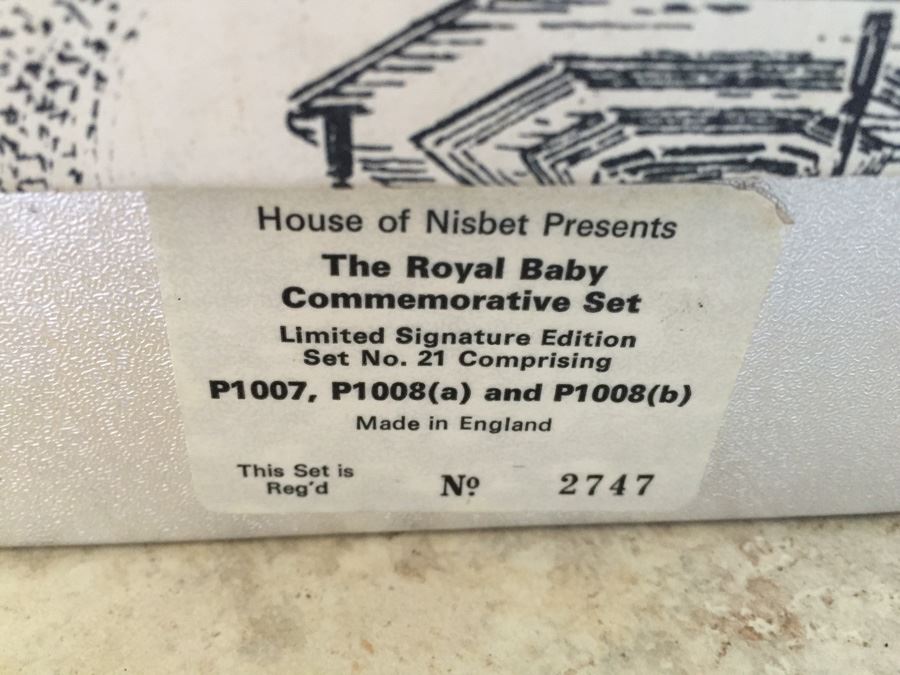 House of Nisbet Presents
The Royal Baby
Commemorative Set
Limited Signature Edition
Set No. 21 Comprising
P1007, P1008(a) and P1008(b)
Made in England
This Set is
Reg'd
Nº 2747